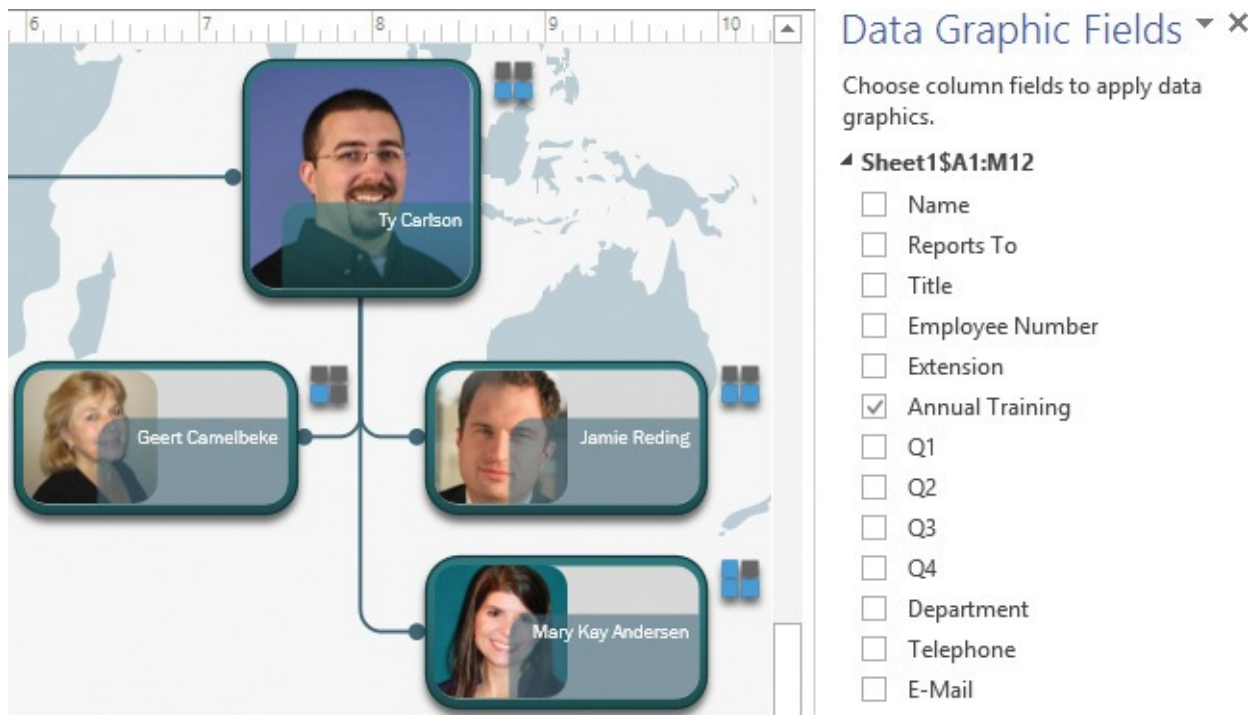 6 7 8 9 10
Ty Carlson
Geert Camelbeke
Jamie Reding
Mary Kay Andersen
Data Graphic Fields
Choose column fields to apply data
graphics.
Sheet1$A1:M12
Name
Reports To
Title
Employee Number
Extension
Annual Training
Q1
Q2
Q3
Q4
Department
Telephone
E-Mail